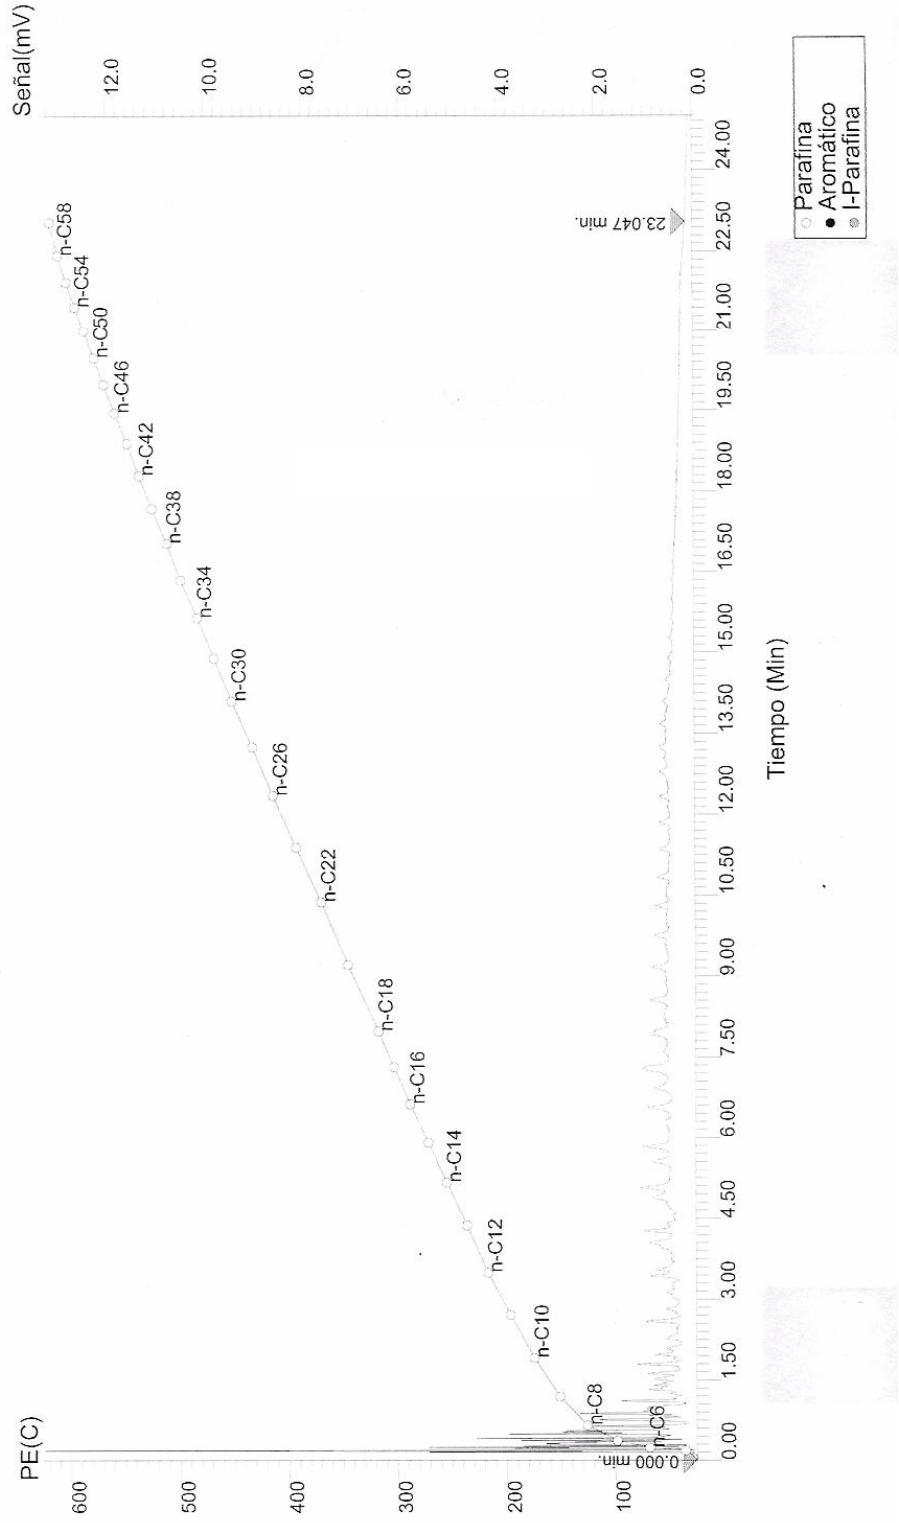 PE(C)
Señal(mV)
600
500
400
300
200
100
12.0
10.0
8.0
6.0
4.0
2.0
0.0
n-C6
n-C8
n-C10
n-C12
n-C14
n-C16
n-C18
n-C22
n-C26
n-C30
n-C34
n-C38
n-C42
n-C46
n-C50
n-C54
n-C58
0.000 min.
23.047 min.
0.00
1.50
3.00
4.50
6.00
7.50
9.00
10.50
12.00
13.50
15.00
16.50
18.00
19.50
21.00
22.50
24.00
Tiempo (Min)
Parafina
Aromático
I-Parafina